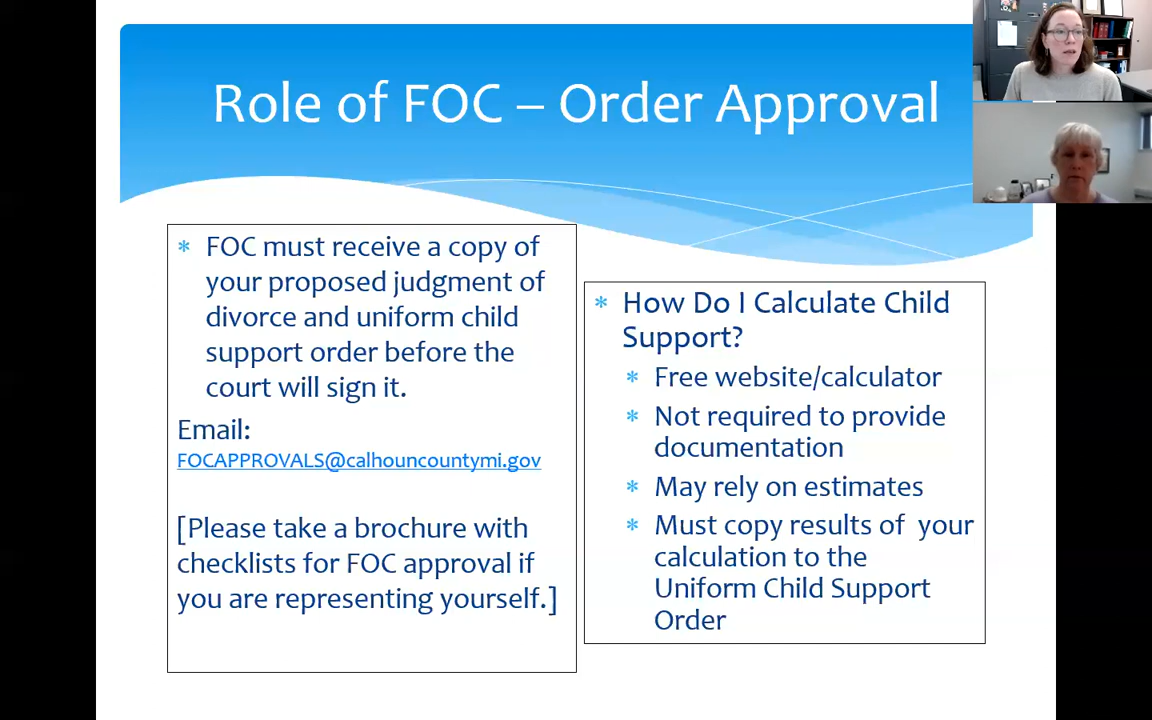 Role of FOC – Order Approval
* FOC must receive a copy of
your proposed judgment of
divorce and uniform child
support order before the
court will sign it.
Email:
FOCAPPROVALS@calhouncountymi.gov
[Please take a brochure with
checklists for FOC approval if
you are representing yourself.]
* How Do I Calculate Child
Support?
* Free website/calculator
* Not required to provide
documentation
* May rely on estimates
* Must copy results of  your
calculation to the
Uniform Child Support
Order